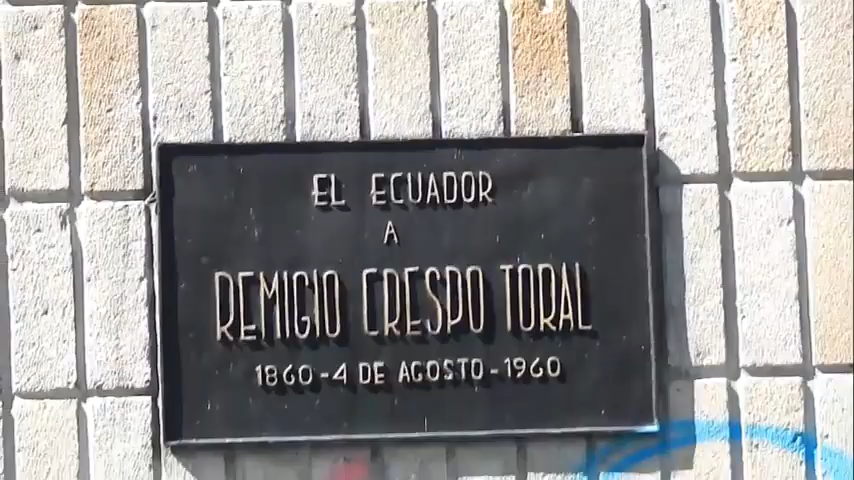 EL ECUADOR
A
REMIGIO CRESPO TORAL
1860-4 DE AGOSTO-1960